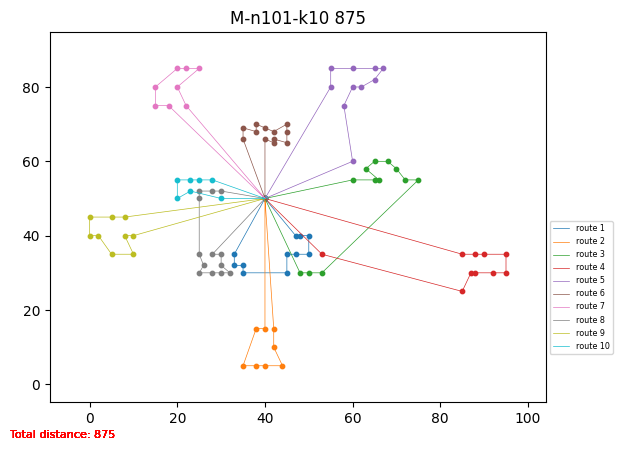 M-n101-k10 875
80
60
40
20
0
0
20
40
60
80
100
route 1
route 2
route 3
route 4
route 5
route 6
route 7
route 8
route 9
route 10
Total distance: 875